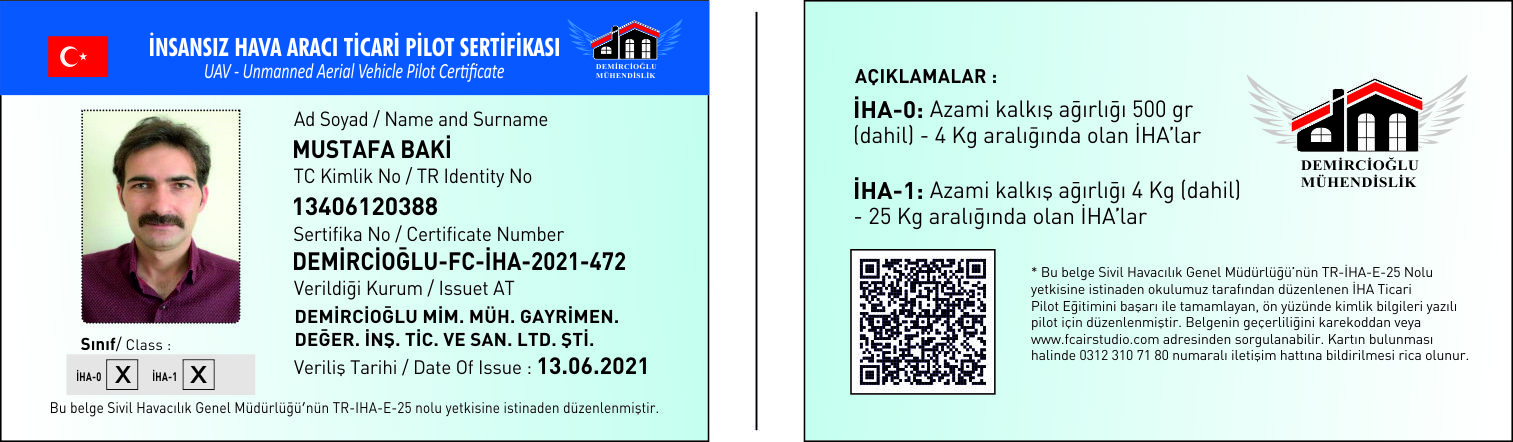 İNSANSIZ HAVA ARACI TİCARİ PİLOT SERTİFİKASI
UAV - Unmanned Aerial Vehicle Pilot Certificate
DEMİRCİOĞLU
MÜHENDİSLİK
Ad Soyad / Name and Surname
MUSTAFA BAKİ
TC Kimlik No / TR Identity No
13406120388
Sertifika No / Certificate Number
DEMİRCİOĞLU-FC-İHA-2021-472
Verildiği Kurum / Issuet AT
DEMİRCİOĞLU MİM. MÜH. GAYRİMEN.
DEĞER. İNŞ. TİC. VE SAN. LTD. ŞTİ.
Veriliş Tarihi / Date Of Issue : 13.06.2021
Sınıf/ Class :
İHA-0 X İHA-1 X
Bu belge Sivil Havacılık Genel Müdürlüğü'nün TR-IHA-E-25 nolu yetkisine istinaden düzenlenmiştir.
AÇIKLAMALAR :
İHA-0: Azami kalkış ağırlığı 500 gr
(dahil) - 4 Kg aralığında olan İHA'lar
İHA-1: Azami kalkış ağırlığı 4 Kg (dahil)
- 25 Kg aralığında olan İHA'lar
DEMİRCİOĞLU
MÜHENDİSLİK
* Bu belge Sivil Havacılık Genel Müdürlüğü'nün TR-İHA-E-25 Nolu
yetkisine istinaden okulumuz tarafından düzenlenen İHA Ticari
Pilot Eğitimini başarı ile tamamlayan, ön yüzünde kimlik bilgileri yazılı
pilot için düzenlenmiştir. Belgenin geçerliliğini karekoddan veya
www.fcairstudio.com adresinden sorgulanabilir. Kartın bulunması
halinde 0312 310 71 80 numaralı iletişim hattına bildirilmesi rica olunur.